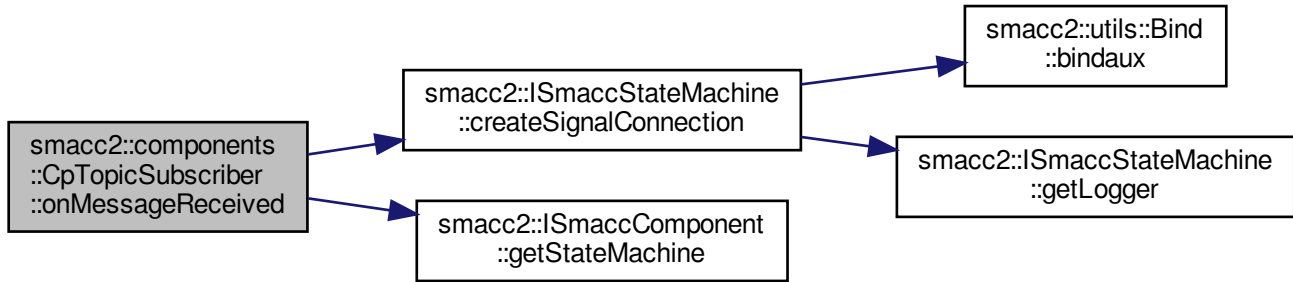 smacc2::components
::CpTopicSubscriber
::onMessageReceived
smacc2::ISmaccStateMachine
::createSignalConnection
smacc2::utils::Bind
::bindaux
smacc2::ISmaccStateMachine
::getLogger
smacc2::ISmaccComponent
::getStateMachine